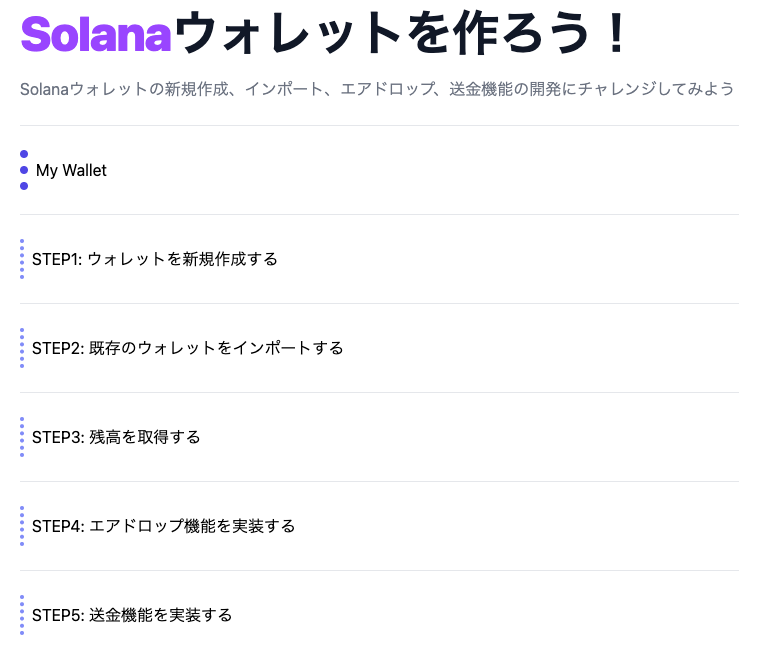 Solanaウォレットを作ろう！
Solanaウォレットの新規作成、インポート、エアドロップ、送金機能の開発にチャレンジしてみよう
My Wallet
STEP1: ウォレットを新規作成する
STEP2: 既存のウォレットをインポートする
STEP3: 残高を取得する
STEP4: エアドロップ機能を実装する
STEP5: 送金機能を実装する